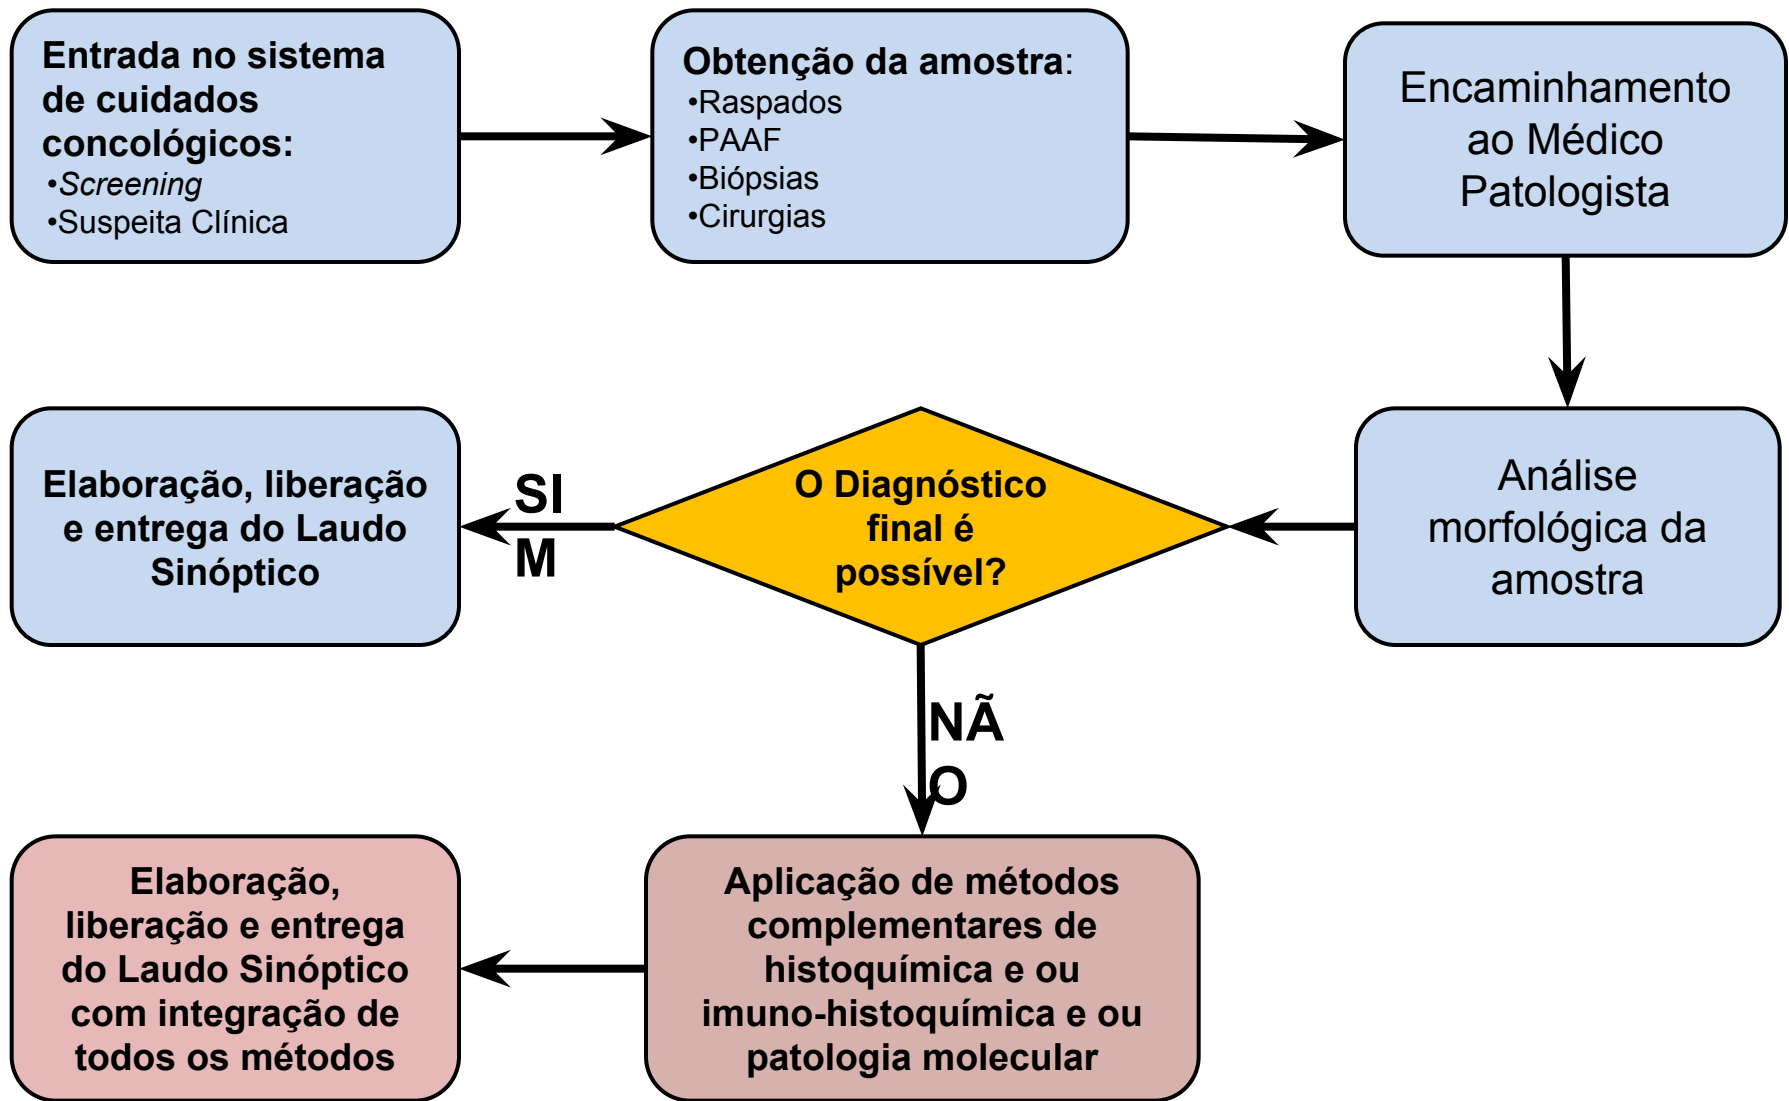 Entrada no sistema
de cuidados
concológicos:
•Screening
•Suspeita Clínica
Obtenção da amostra:
•Raspados
•PAAF
•Biópsias
•Cirurgias
Encaminhamento
ao Médico
Patologista
Análise
morfológica da
amostra
O Diagnóstico
final é
possível?
SI
M
Elaboração, liberação
e entrega do Laudo
Sinóptico
NÃ
O
Aplicação de métodos
complementares de
histoquímica e ou
imuno-histoquímica e ou
patologia molecular
Elaboração,
liberação e entrega
do Laudo Sinóptico
com integração de
todos os métodos